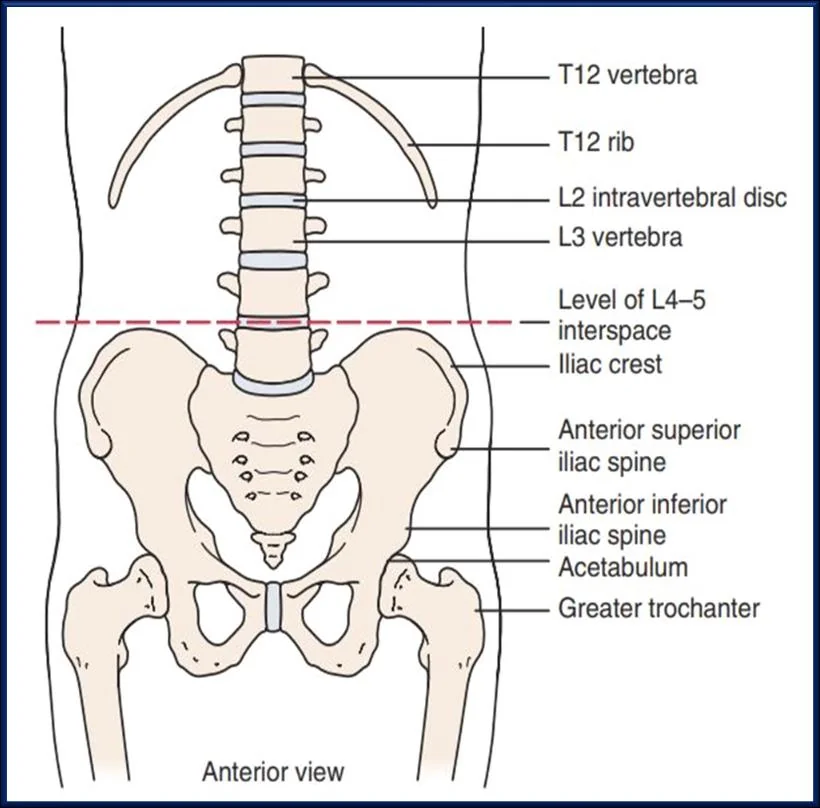 T12 vertebra
T12 rib
L2 intravertebral disc
L3 vertebra
Level of L4–5
interspace
Iliac crest
Anterior superior
iliac spine
Anterior inferior
iliac spine
Acetabulum
Greater trochanter
Anterior view